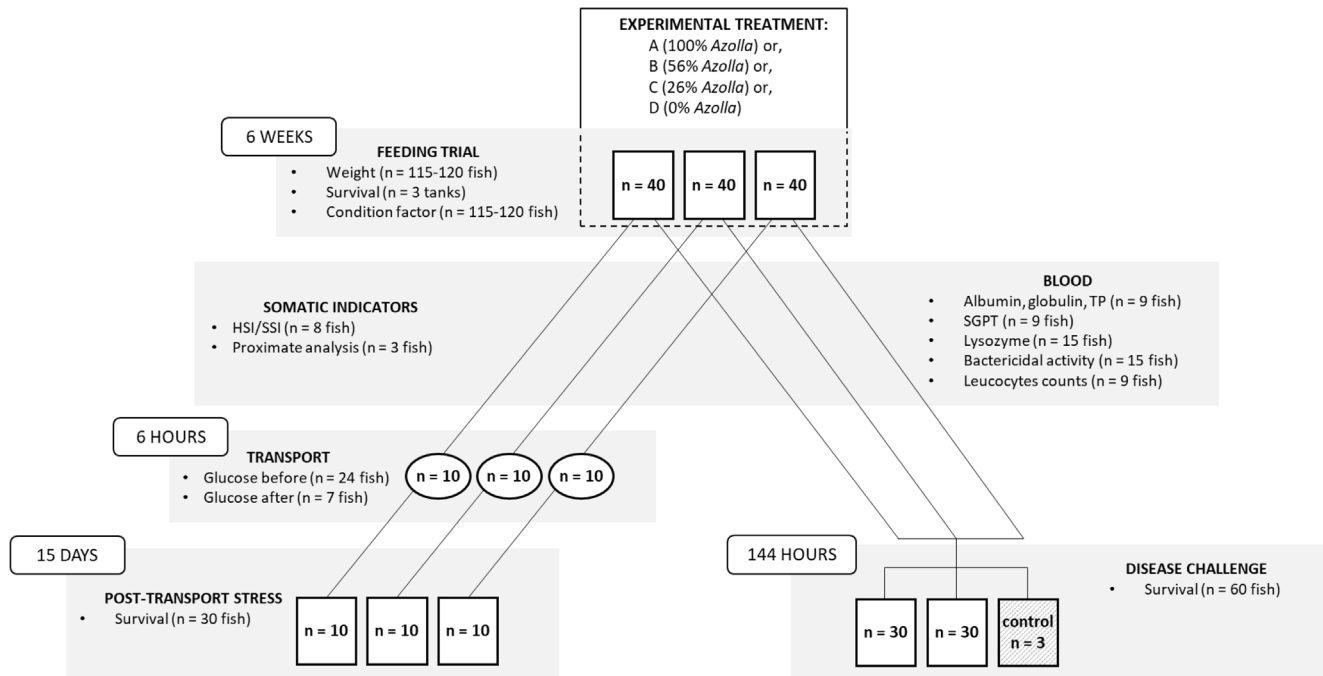 EXPERIMENTAL TREATMENT:
A (100% Azolla) or,
B (56% Azolla) or,
C (26% Azolla) or,
D (0% Azolla)
6 WEEKS
FEEDING TRIAL
• Weight (n = 115-120 fish)
• Survival (n = 3 tanks)
• Condition factor (n = 115-120 fish)
n = 40 n = 40 n = 40
SOMATIC INDICATORS
• HSI/SSI (n = 8 fish)
• Proximate analysis (n = 3 fish)
BLOOD
• Albumin, globulin, TP (n = 9 fish)
• SGPT (n = 9 fish)
• Lysozyme (n = 15 fish)
• Bactericidal activity (n = 15 fish)
• Leucocytes counts (n = 9 fish)
6 HOURS
TRANSPORT
• Glucose before (n = 24 fish)
• Glucose after (n = 7 fish)
n = 10 n = 10 n = 10
15 DAYS
POST-TRANSPORT STRESS
• Survival (n = 30 fish)
n = 10 n = 10 n = 10
144 HOURS
DISEASE CHALLENGE
• Survival (n = 60 fish)
n = 30 n = 30 control
n = 3